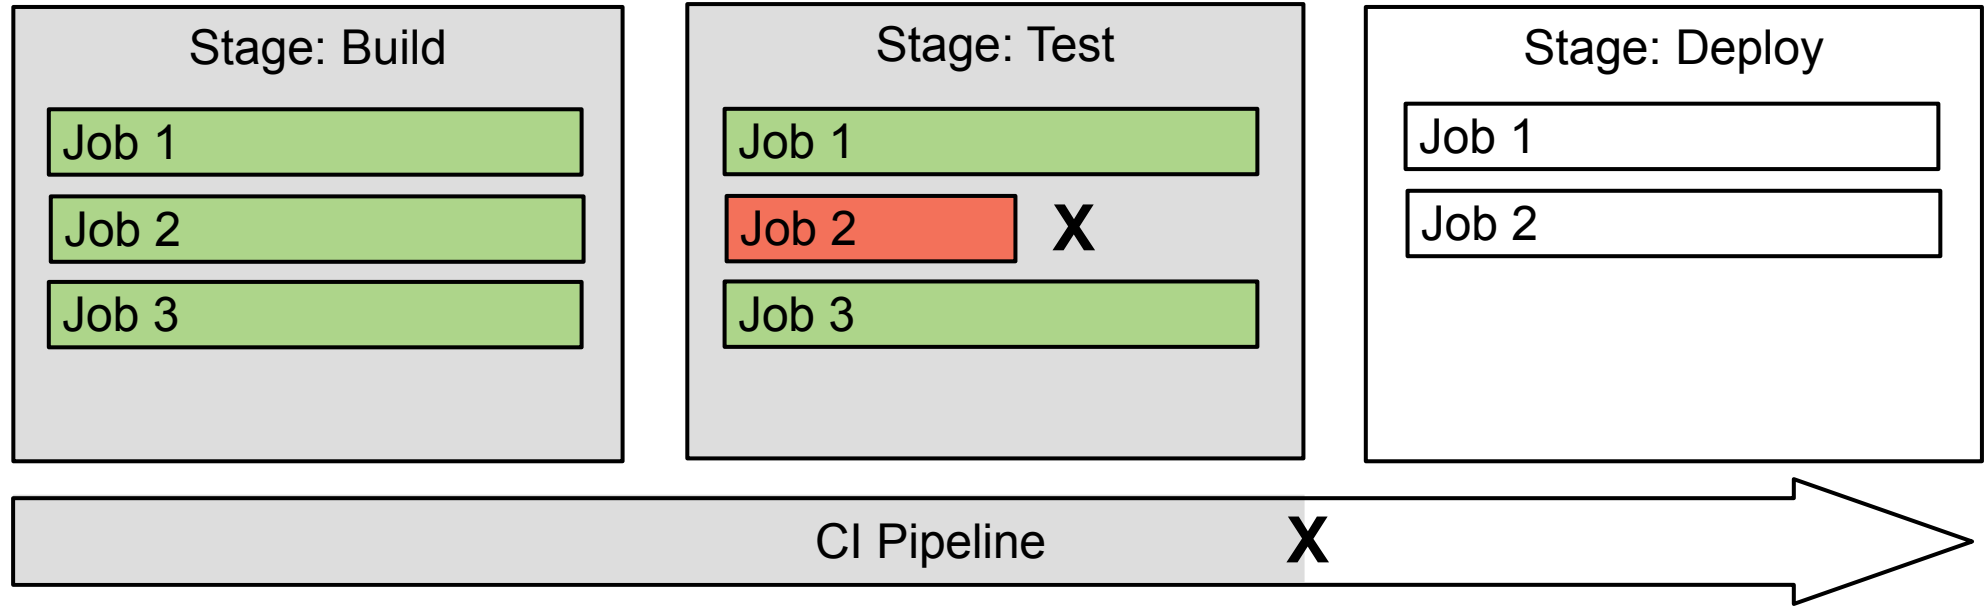 Stage: Build
Job 1
Job 2
Job 3
Stage: Test
Job 1
Job 2 X
Job 3
Stage: Deploy
Job 1
Job 2
CI Pipeline X